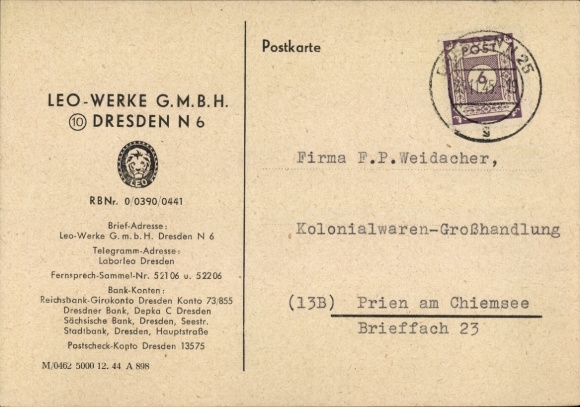 LEO-WERKE G.M.B.H.
⑩ DRESDEN N 6
LEO
RBNr. 0/0390/0441
Brief-Adresse:
Leo-Werke G. m. b. H. Dresden N 6
Telegramm-Adresse:
Laborleo Dresden
Fernsprech-Sammel-Nr. 52106 u. 52206
Bank-Konten:
Reichsbank-Girokonto Dresden Konto 73/855
Dresdner Bank, Depka C Dresden
Sächsische Bank, Dresden, Seestr.
Stadtbank, Dresden, Hauptstraße
Postscheck-Kopto Dresden 13575
M/0462 5000 12. 44 A 898
Postkarte
DRESDEN N 25
POST
6
Firma F.P.Weidacher,
Kolonialwaren-Großhandlung
(13B) Prien am Chiemsee
Brieffach 23